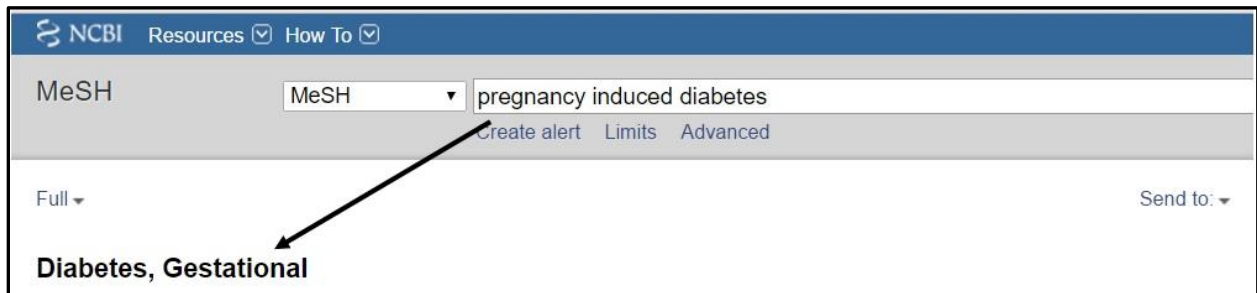 NCBI Resources How To
MeSH MeSH pregnancy induced diabetes
Create alert Limits Advanced
Full Send to:
Diabetes, Gestational